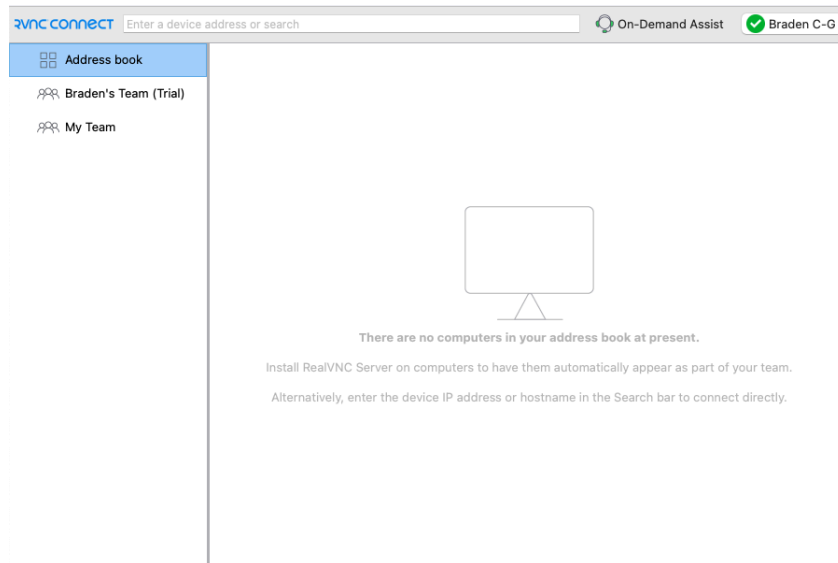 RVNC CONNECT
Enter a device address or search
On-Demand Assist
Braden C-G
Address book
Braden's Team (Trial)
My Team
There are no computers in your address book at present.
Install RealVNC Server on computers to have them automatically appear as part of your team.
Alternatively, enter the device IP address or hostname in the Search bar to connect directly.